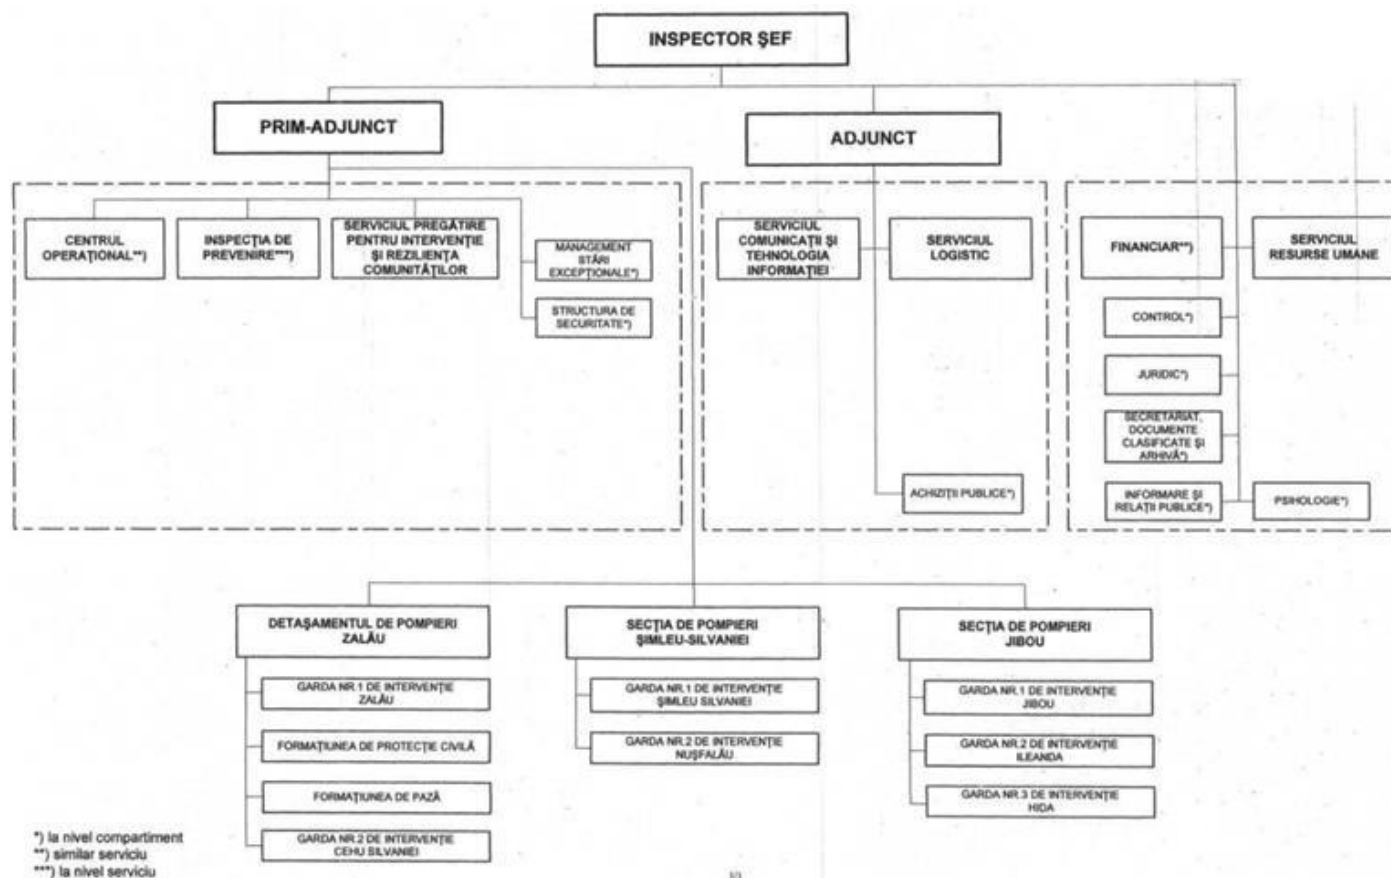 INSPECTOR ŞEF
PRIM-ADJUNCT
ADJUNCT
CENTRUL
OPERAŢIONAL**)
INSPECŢIA DE
PREVENIRE***)
SERVICIUL PREGĂTIRE
PENTRU INTERVENŢIE
ŞI REZILIENŢA
COMUNITĂŢILOR
MANAGEMENT
STĂRI
EXCEPŢIONALE*)
STRUCTURA DE
SECURITATE*)
SERVICIUL
COMUNICAŢII ŞI
TEHNOLOGIA
INFORMAŢIEI
SERVICIUL
LOGISTIC
ACHIZIŢII PUBLICE*)
FINANCIAR**)
SERVICIUL
RESURSE UMANE
CONTROL*)
JURIDIC*)
SECRETARIAT,
DOCUMENTE
CLASIFICATE ŞI
ARHIVĂ*)
INFORMARE ŞI
RELAŢII PUBLICE*)
PSIHOLOGIE*)
DETAŞAMENTUL DE POMPIERI
ZALĂU
GARDA NR.1 DE INTERVENŢIE
ZALĂU
FORMAŢIUNEA DE PROTECŢIE CIVILĂ
FORMAŢIUNEA DE PAZĂ
GARDA NR.2 DE INTERVENŢIE
CEHU SILVANIEI
SECŢIA DE POMPIERI
ŞIMLEU-SILVANIEI
GARDA NR.1 DE INTERVENŢIE
ŞIMLEU SILVANIEI
GARDA NR.2 DE INTERVENŢIE
NUŞFALĂU
SECŢIA DE POMPIERI
JIBOU
GARDA NR.1 DE INTERVENŢIE
JIBOU
GARDA NR.2 DE INTERVENŢIE
ILEANDA
GARDA NR.3 DE INTERVENŢIE
HIDA
*) la nivel compartiment
**) similar serviciu
***) la nivel serviciu